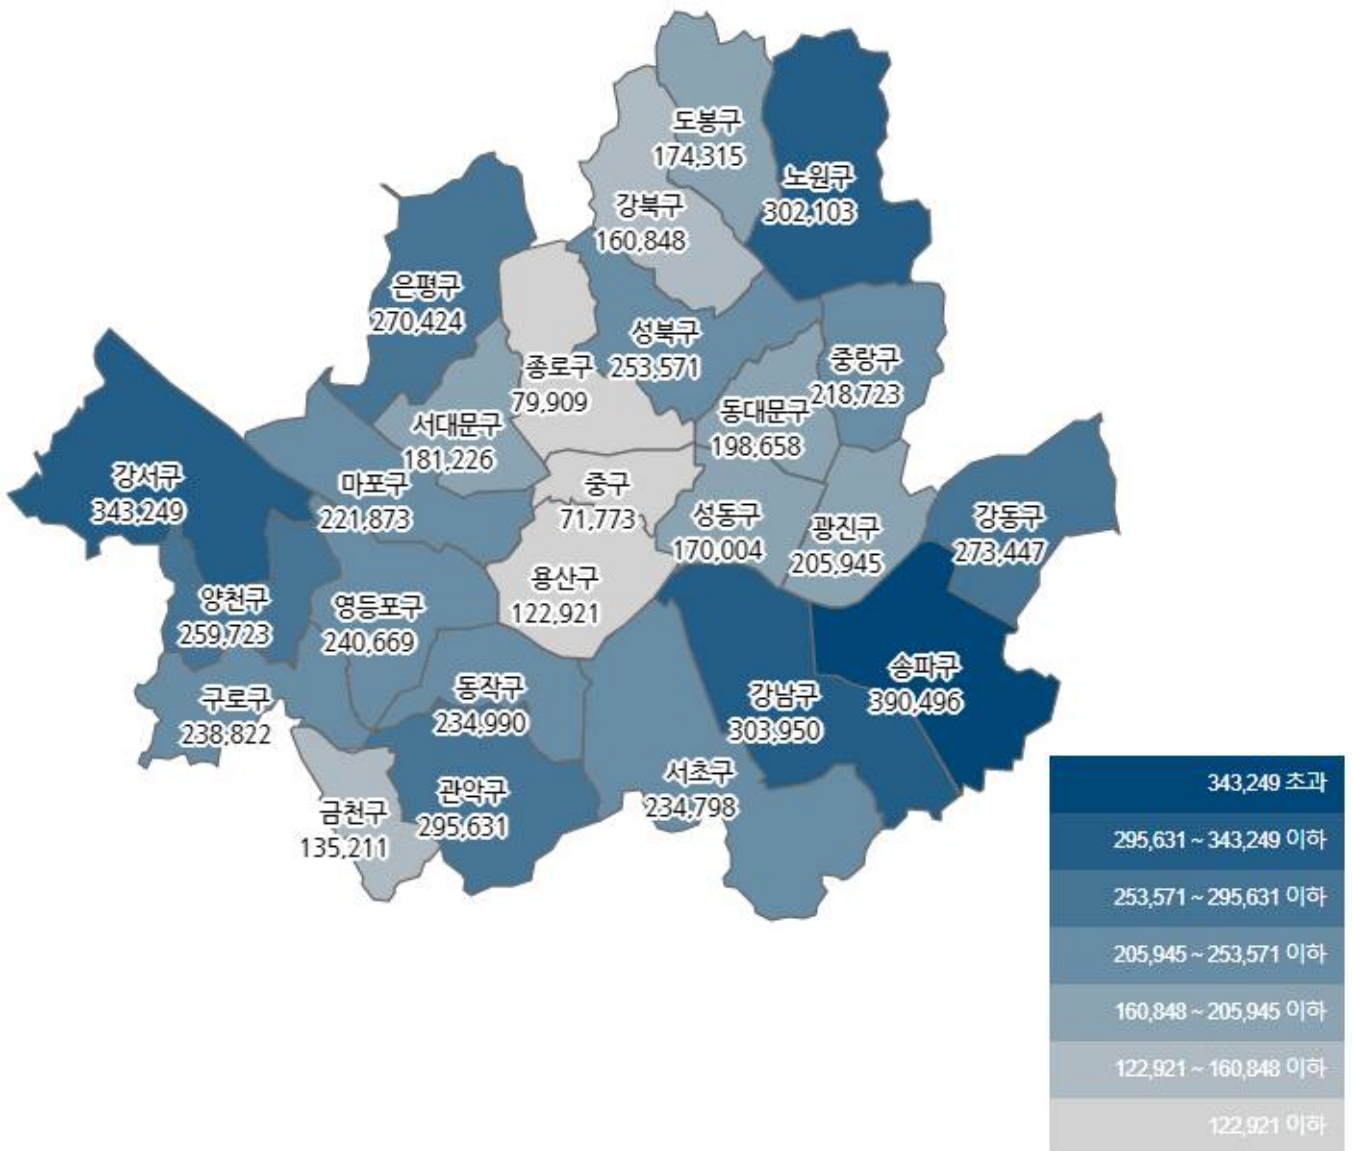 도봉구
174,315
노원구
302,103
강북구
160,848
은평구
270,424
성북구
253,571
종로구
79,909
중랑구
218,723
동대문구
198,658
서대문구
181,226
마포구
221,873
강서구
343,249
중구
71,773
성동구
170,004
광진구
205,945
강동구
273,447
용산구
122,921
양천구
259,723
영등포구
240,669
구로구
238,822
동작구
234,990
강남구
303,950
송파구
390,496
서초구
234,798
관악구
295,631
금천구
135,211
343,249 초과
295,631 ~ 343,249 이하
253,571 ~ 295,631 이하
205,945 ~ 253,571 이하
160,848 ~ 205,945 이하
122,921 ~ 160,848 이하
122,921 이하